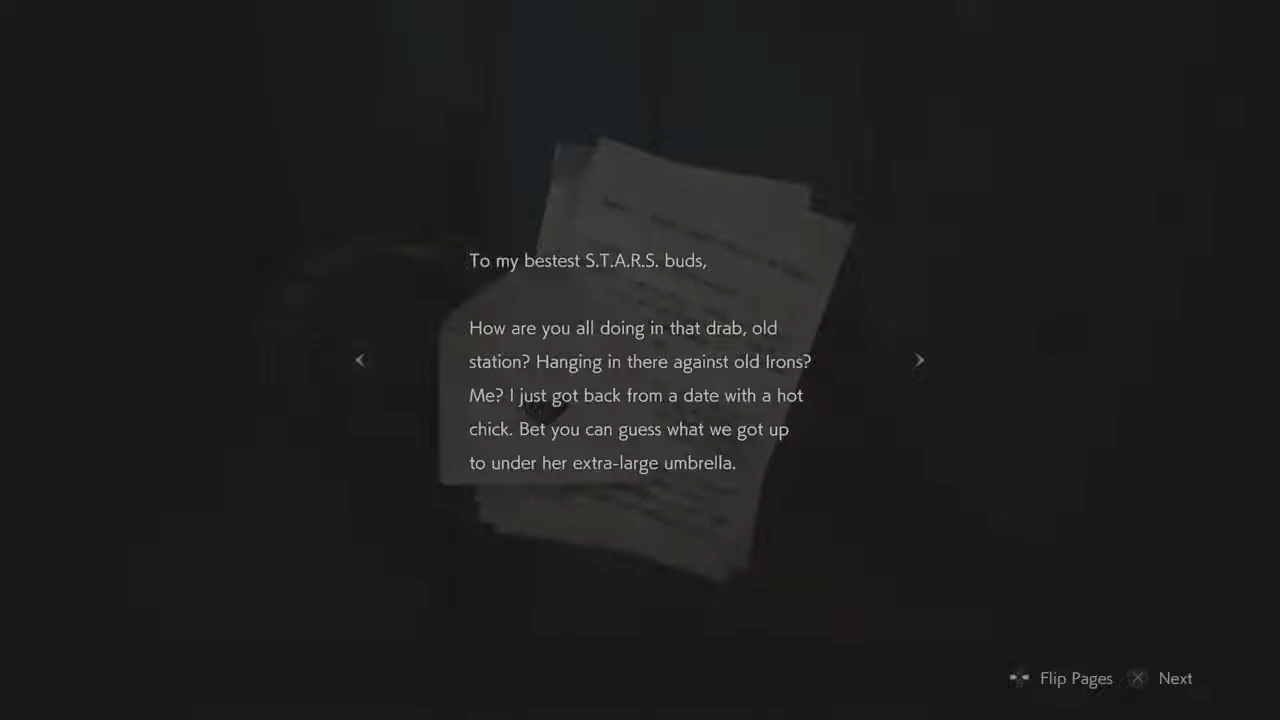 To my bestest S.T.A.R.S. buds,
How are you all doing in that drab, old
station? Hanging in there against old Irons?
Me? I just got back from a date with a hot
chick. Bet you can guess what we got up
to under her extra-large umbrella.
Flip Pages
Next